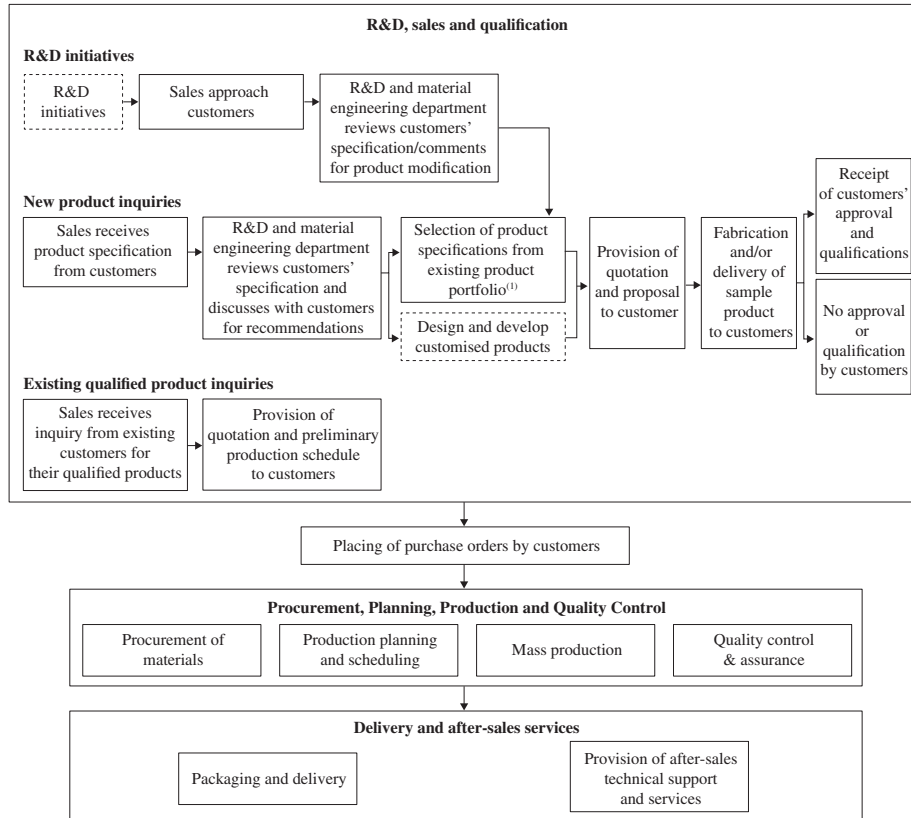 R&D, sales and qualification
R&D initiatives
R&D
initiatives
Sales approach
customers
R&D and material
engineering department
reviews customers’
specification/comments
for product modification
New product inquiries
Sales receives
product specification
from customers
R&D and material
engineering department
reviews customers’
specification and
discusses with customers
for recommendations
Selection of product
specifications from
existing product
portfolio(1)
Design and develop
customised products
Provision of
quotation
and proposal
to customer
Fabrication
and/or
delivery of
sample
product
to customers
Receipt
of customers’
approval
and
qualifications
No approval
or
qualification
by customers
Existing qualified product inquiries
Sales receives
inquiry from existing
customers for
their qualified products
Provision of
quotation and preliminary
production schedule
to customers
Placing of purchase orders by customers
Procurement, Planning, Production and Quality Control
Procurement of
materials
Production planning
and scheduling
Mass production
Quality control
& assurance
Delivery and after-sales services
Packaging and delivery
Provision of after-sales
technical support
and services